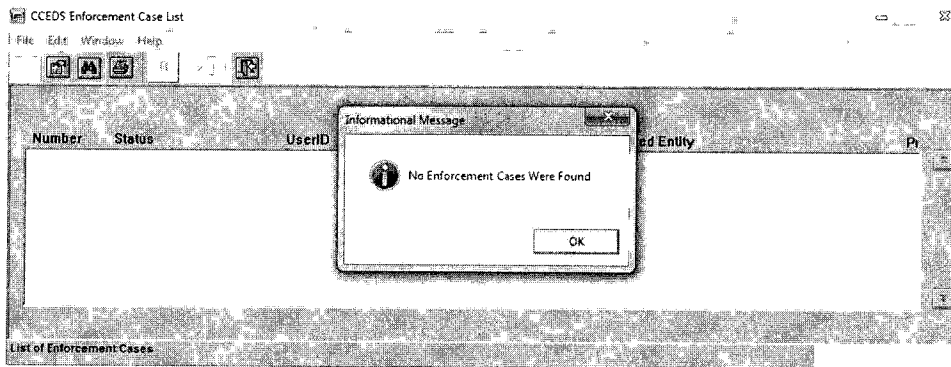 CCEDS Enforcement Case List
File Edit Window Help
Informational Message
Number Status UserID ed Entity
No Enforcement Cases Were Found
OK
List of Enforcement Cases